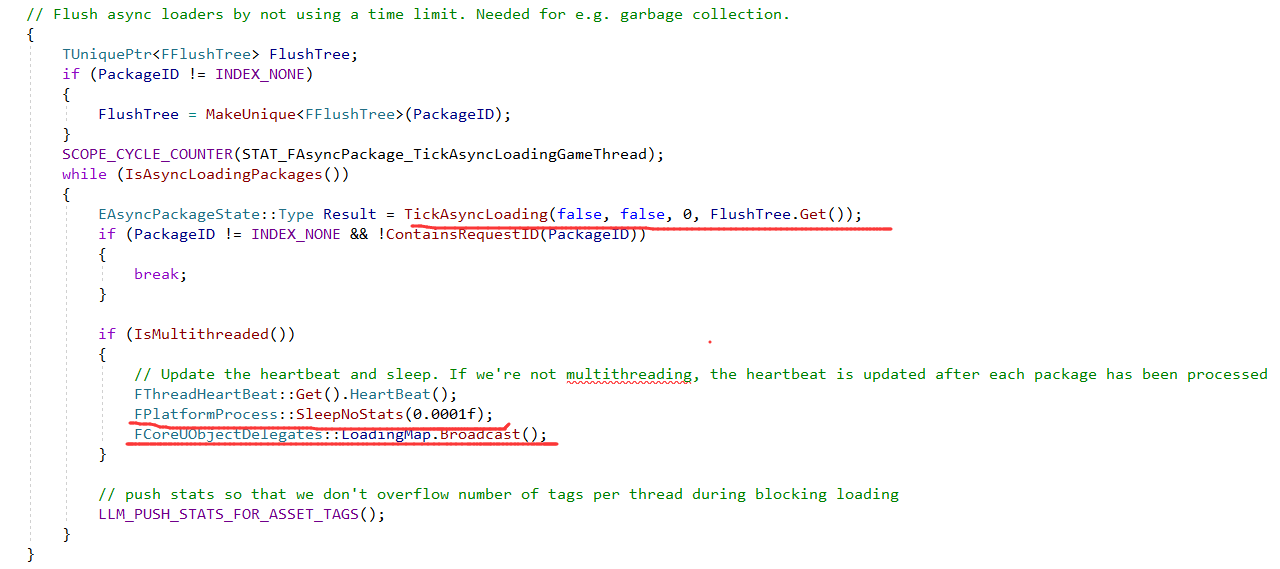 // Flush async loaders by not using a time limit. Needed for e.g. garbage collection.
{
TUniquePtr<FFlushTree> FlushTree;
if (PackageID != INDEX_NONE)
{
FlushTree = MakeUnique<FFlushTree>(PackageID);
}
SCOPE_CYCLE_COUNTER(STAT_FAsyncPackage_TickAsyncLoadingGameThread);
while (IsAsyncLoadingPackages())
{
EAsyncPackageState::Type Result = TickAsyncLoading(false, false, 0, FlushTree.Get());
if (PackageID != INDEX_NONE && !ContainsRequestID(PackageID))
{
break;
}
if (IsMultithreaded())
{
// Update the heartbeat and sleep. If we're not multithreading, the heartbeat is updated after each package has been processed
FThreadHeartBeat::Get().HeartBeat();
FPlatformProcess::SleepNoStats(0.0001f);
FCoreUObjectDelegates::LoadingMap.Broadcast();
}
// push stats so that we don't overflow number of tags per thread during blocking loading
LLM_PUSH_STATS_FOR_ASSET_TAGS();
}
}